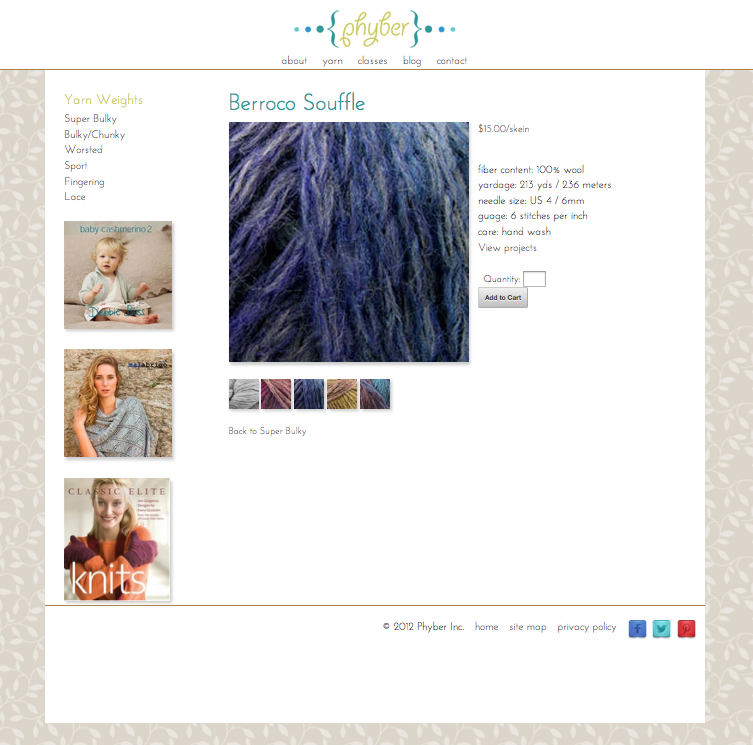 phyber
about yarn classes blog contact
Yarn Weights
Super Bulky
Bulky/Chunky
Worsted
Sport
Fingering
Lace
baby cashmerino 2
Debbie Bliss
malabrigo
CLASSIC ELITE
knits
Berroco Souffle
$15.00/skein
fiber content: 100% wool
yardage: 213 yds / 236 meters
needle size: US 4 / 6mm
guage: 6 stitches per inch
care: hand wash
View projects
Quantity:
Add to Cart
Back to Super Bulky
© 2012 Phyber Inc. home site map privacy policy